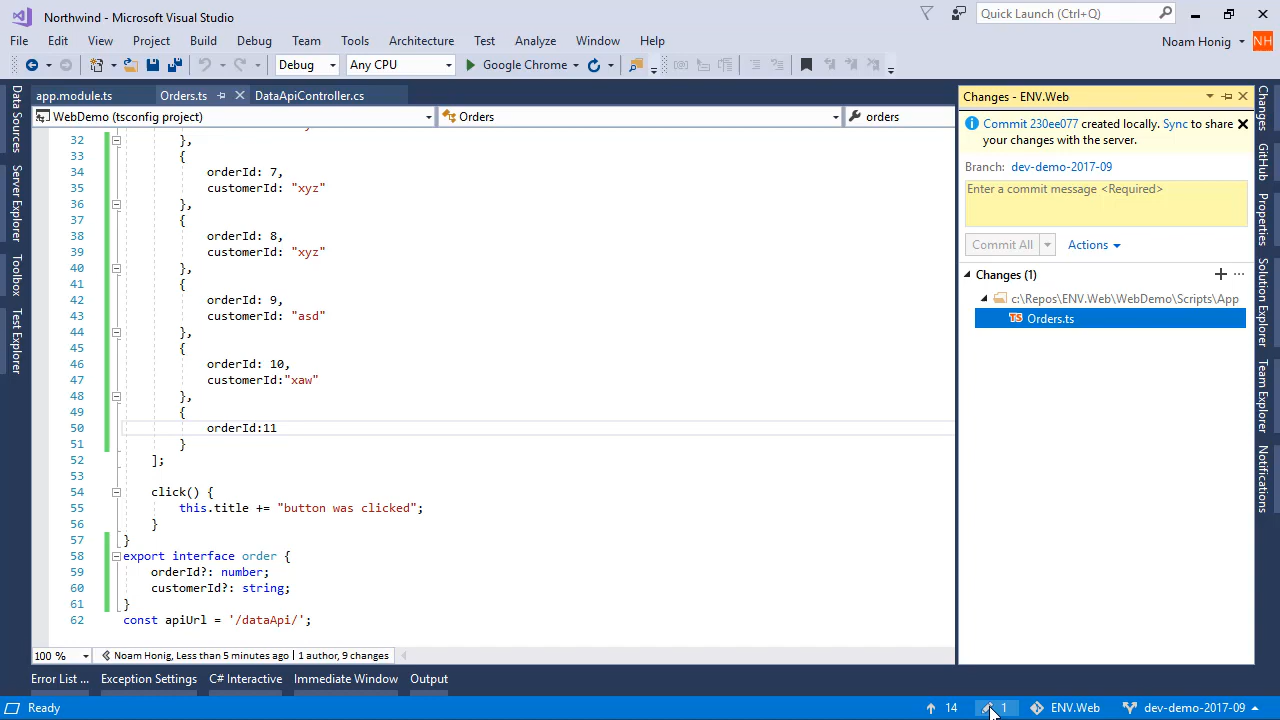 Northwind - Microsoft Visual Studio
Quick Launch (Ctrl+Q)
File Edit View Project Build Debug Team Tools Architecture Test Analyze Window Help
Noam Honig NH
Debug Any CPU Google Chrome
app.module.ts Orders.ts DataApiController.cs
WebDemo (tsconfig project) Orders orders
Data Sources
Server Explorer
Toolbox
Test Explorer
32 },
33 {
34 orderId: 7,
35 customerId: "xyz"
36 },
37 {
38 orderId: 8,
39 customerId: "xyz"
40 },
41 {
42 orderId: 9,
43 customerId: "asd"
44 },
45 {
46 orderId: 10,
47 customerId:"xaw"
48 },
49 {
50 orderId:11
51 }
52 ];
53
54 click() {
55 this.title += "button was clicked";
56 }
57 }
58 export interface order {
59 orderId?: number;
60 customerId?: string;
61 }
62 const apiUrl = '/dataApi/';
100 % Noam Honig, Less than 5 minutes ago | 1 author, 9 changes
Changes - ENV.Web
Commit 230ee077 created locally. Sync to share
your changes with the server.
Branch: dev-demo-2017-09
Enter a commit message <Required>
Commit All Actions
Changes (1)
c:\Repos\ENV.Web\WebDemo\Scripts\App
TS Orders.ts
Changes
GitHub
Properties
Solution Explorer
Team Explorer
Notifications
Error List ... Exception Settings C# Interactive Immediate Window Output
Ready 14 1 ENV.Web dev-demo-2017-09